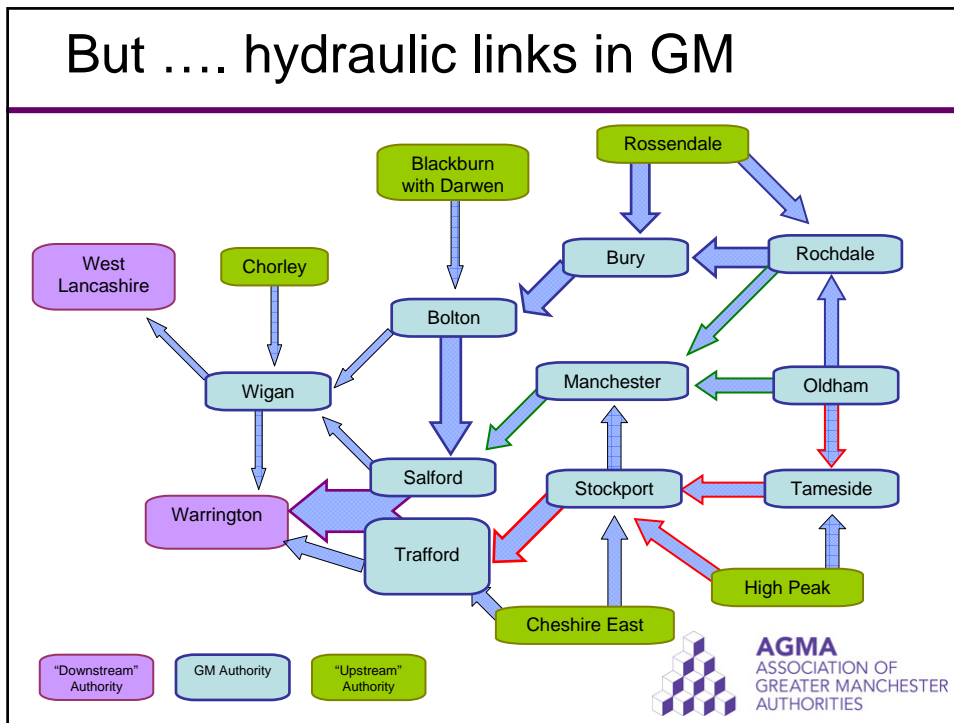 But …. hydraulic links in GM
Rossendale
Blackburn
with Darwen
West
Lancashire
Chorley
Bury
Rochdale
Bolton
Wigan
Manchester
Oldham
Salford
Stockport
Tameside
Warrington
Trafford
High Peak
Cheshire East
“Downstream”
Authority
GM Authority
“Upstream”
Authority
AGMA
ASSOCIATION OF
GREATER MANCHESTER
AUTHORITIES